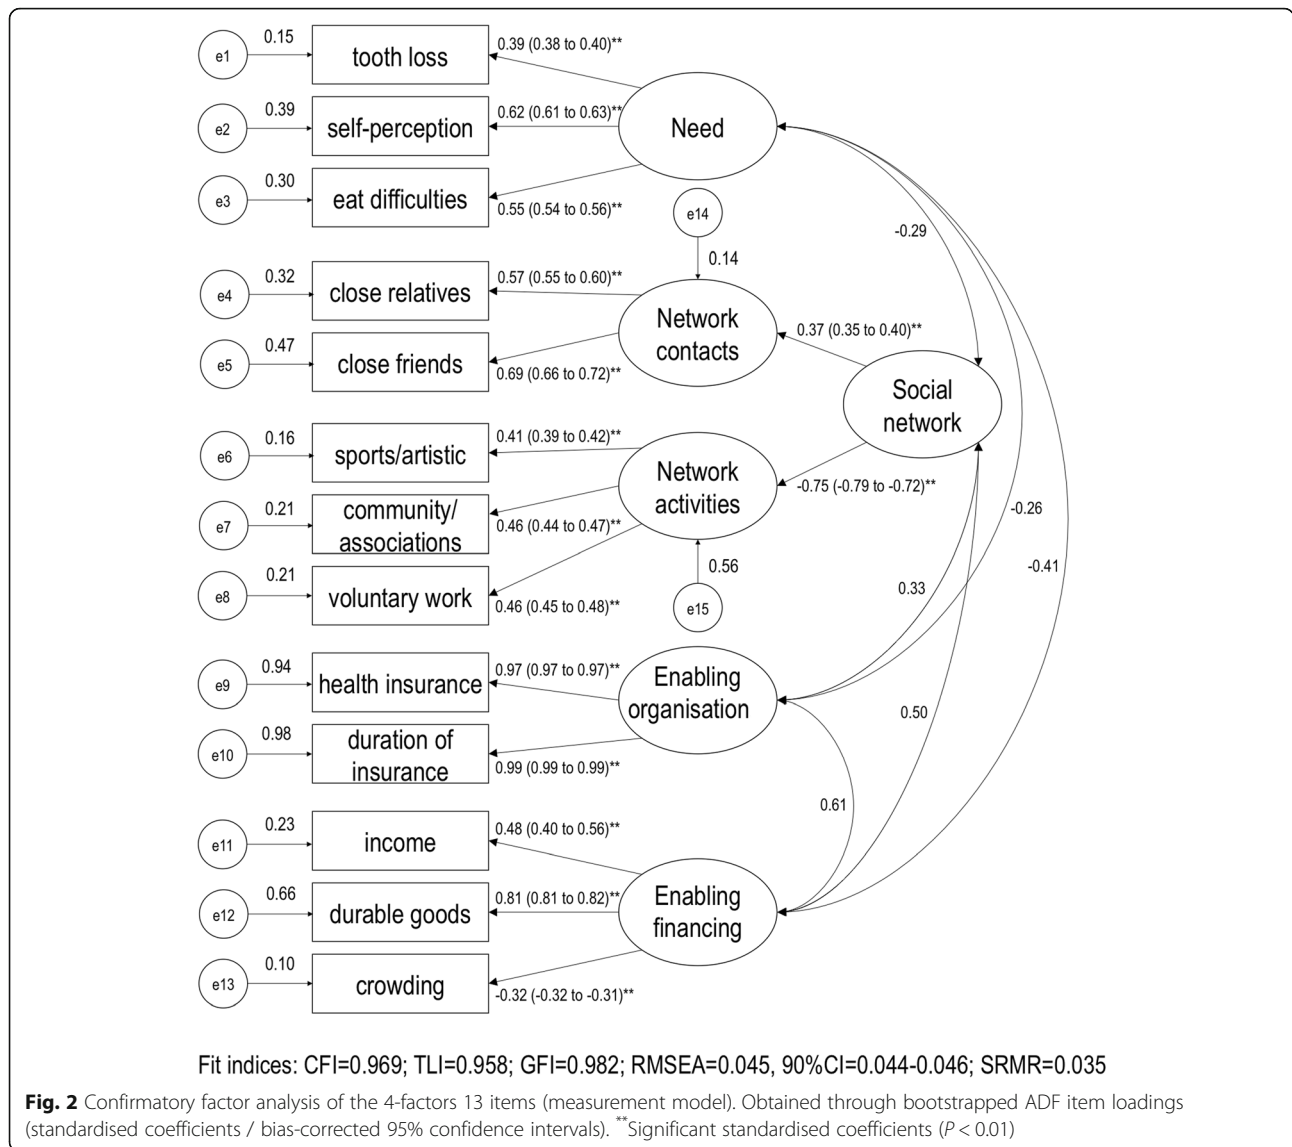 e1
0.15
tooth loss
0.39 (0.38 to 0.40)**
e2
0.39
self-perception
0.62 (0.61 to 0.63)**
Need
e3
0.30
eat difficulties
0.55 (0.54 to 0.56)**
e14
0.14
-0.29
e4
0.32
close relatives
0.57 (0.55 to 0.60)**
Network
contacts
0.37 (0.35 to 0.40)**
e5
0.47
close friends
0.69 (0.66 to 0.72)**
Social
network
e6
0.16
sports/artistic
0.41 (0.39 to 0.42)**
Network
activities
-0.75 (-0.79 to -0.72)**
e7
0.21
community/
associations
0.46 (0.44 to 0.47)**
-0.26
-0.41
e8
0.21
voluntary work
0.46 (0.45 to 0.48)**
0.56
e15
0.33
e9
0.94
health insurance
0.97 (0.97 to 0.97)**
Enabling
organisation
0.50
e10
0.98
duration of
insurance
0.99 (0.99 to 0.99)**
0.61
e11
0.23
income
0.48 (0.40 to 0.56)**
e12
0.66
durable goods
0.81 (0.81 to 0.82)**
Enabling
financing
e13
0.10
crowding
-0.32 (-0.32 to -0.31)**
Fit indices: CFI=0.969; TLI=0.958; GFI=0.982; RMSEA=0.045, 90%CI=0.044-0.046; SRMR=0.035
Fig. 2 Confirmatory factor analysis of the 4-factors 13 items (measurement model). Obtained through bootstrapped ADF item loadings
(standardised coefficients / bias-corrected 95% confidence intervals). **Significant standardised coefficients (P < 0.01)